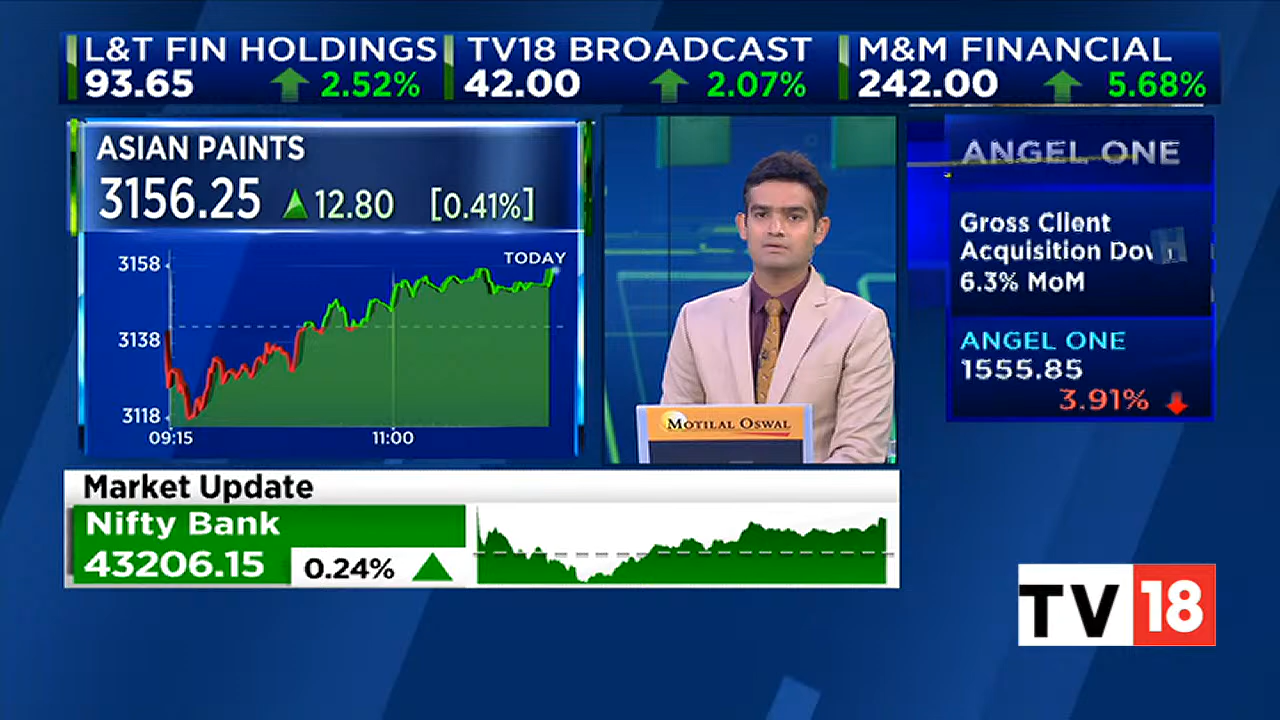 L&T FIN HOLDINGS
93.65 2.52%
TV18 BROADCAST
42.00 2.07%
M&M FINANCIAL
242.00 5.68%
ASIAN PAINTS
3156.25 12.80 [0.41%]
TODAY
3158
3138
3118
09:15 11:00
MOTILAL OSWAL
ANGEL ONE
Gross Client
Acquisition
6.3% MoM
ANGEL ONE
1555.85
3.91%
Market Update
Nifty Bank
43206.15 0.24%
TV18